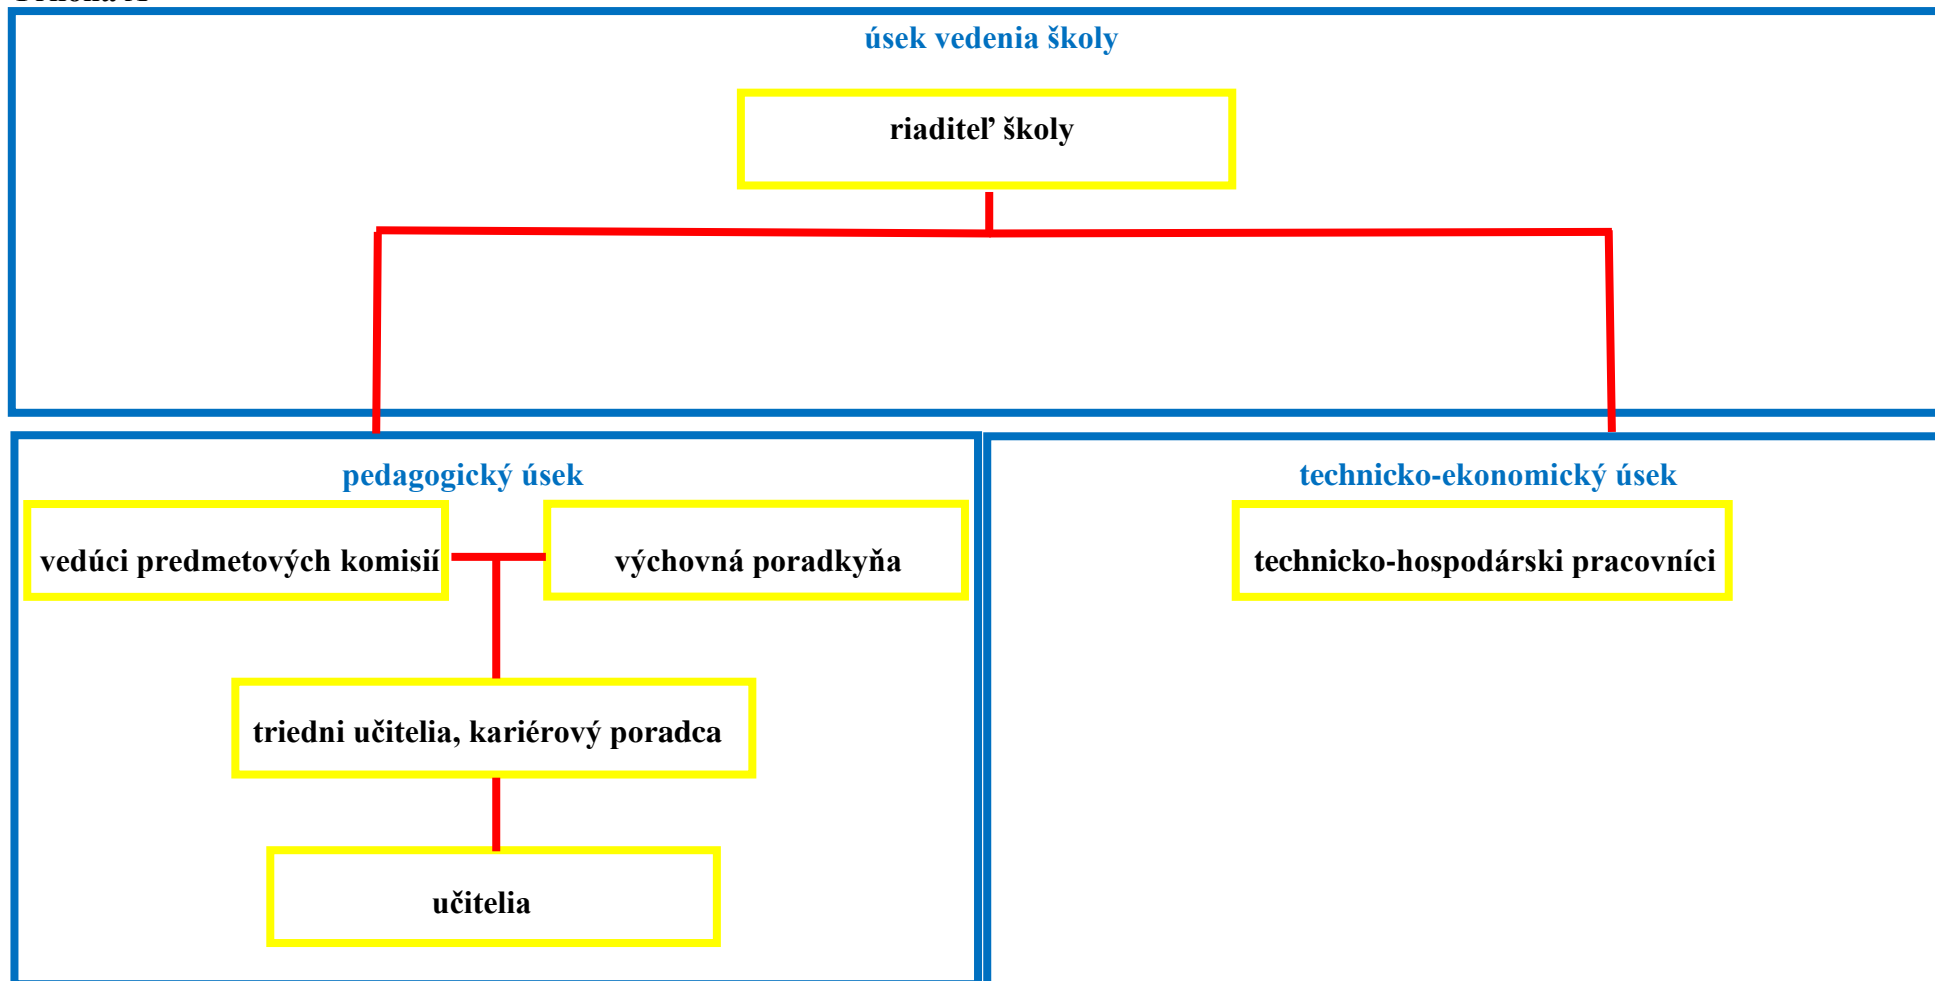 úsek vedenia školy
riaditeľ školy
pedagogický úsek
technicko-ekonomický úsek
vedúci predmetových komisií
výchovná poradkyňa
technicko-hospodárski pracovníci
triedni učitelia, kariérový poradca
učitelia